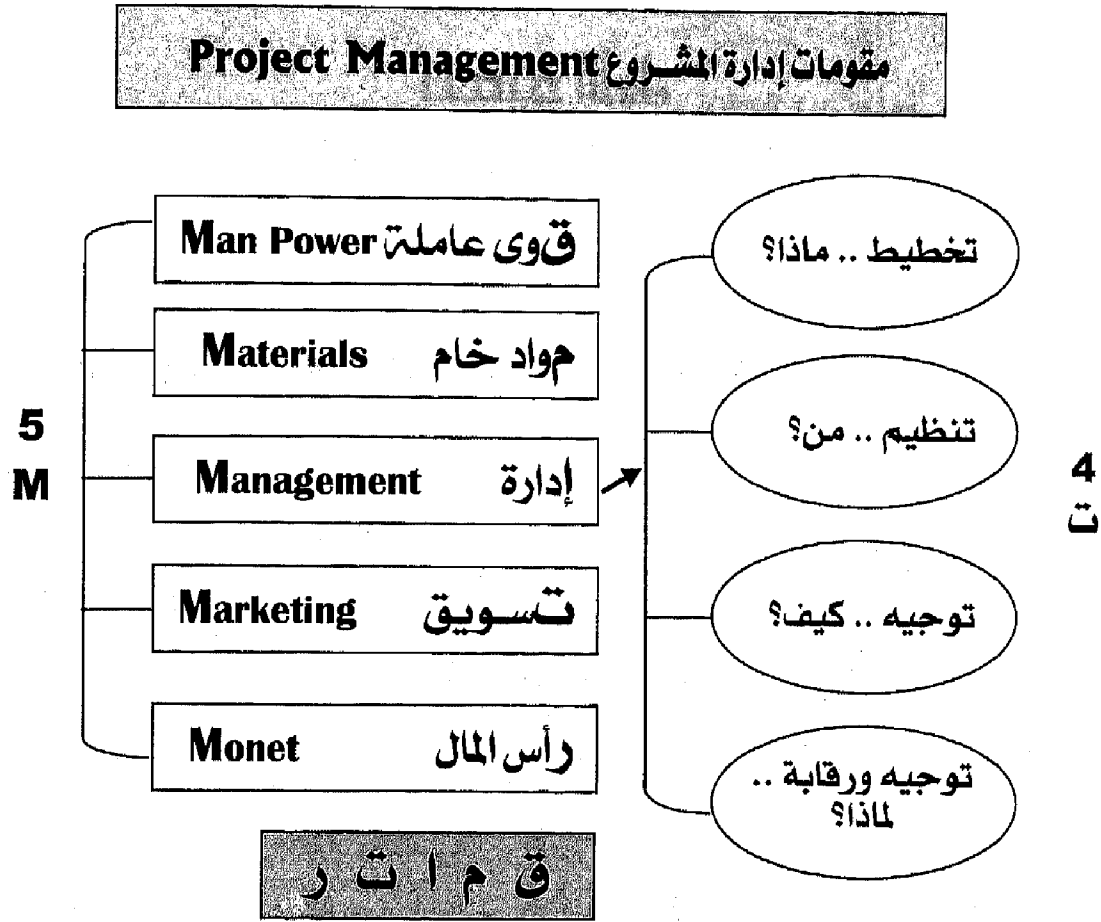 مقومات إدارة المشروع Project Management
5
M
Man Power قوى عاملة
Materials مواد خام
Management إدارة
Marketing تسويق
Monet رأس المال
تخطيط .. ماذا؟
تنظيم .. من؟
توجيه .. كيف؟
توجيه ورقابة ..
لماذا؟
4
ت
ق م ا ت ر